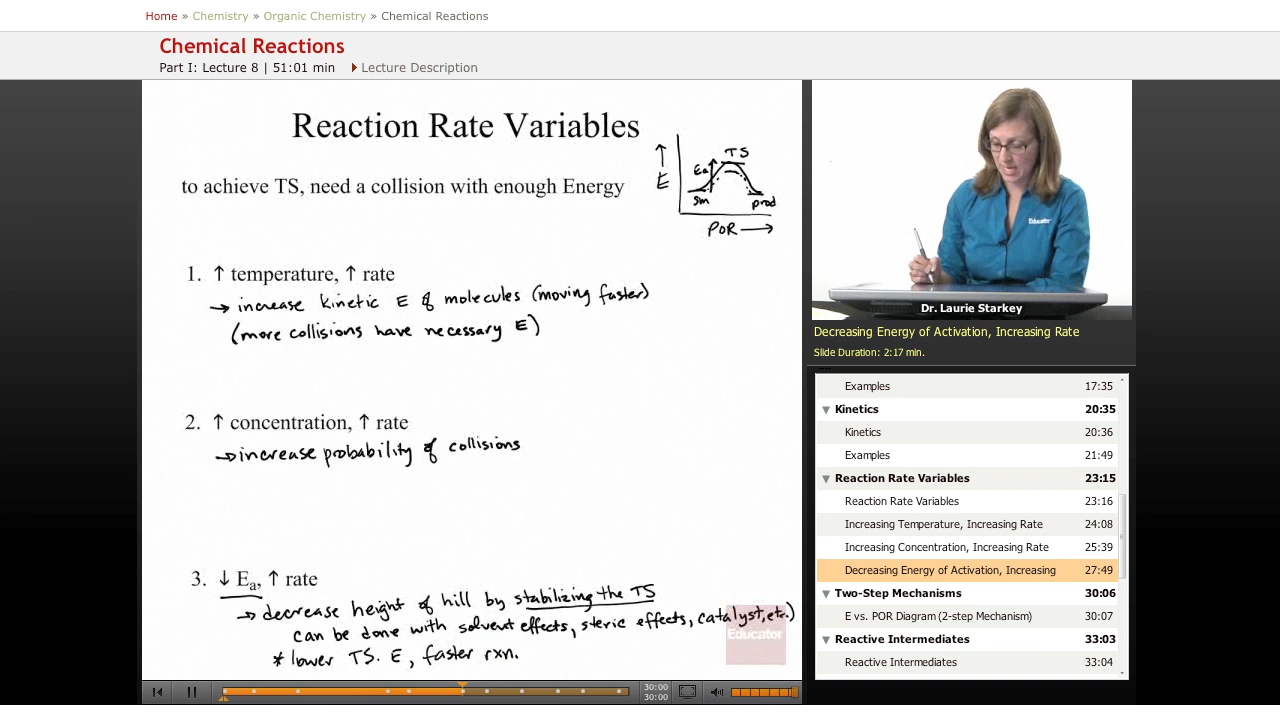 Home » Chemistry » Organic Chemistry » Chemical Reactions
Chemical Reactions
Part I: Lecture 8 | 51:01 min Lecture Description
Reaction Rate Variables
to achieve TS, need a collision with enough Energy
↑ E
Ea
TS
sm
prod
POR →
1. ↑ temperature, ↑ rate
→ increase kinetic E of molecules (moving faster)
(more collisions have necessary E)
2. ↑ concentration, ↑ rate
→ increase probability of collisions
3. ↓ Ea, ↑ rate
→ decrease height of hill by stabilizing the TS
can be done with solvent effects, steric effects, catalyst, etc.)
* lower TS. E, faster rxn.
Educator
30:00
30:00
Educator
Dr. Laurie Starkey
Decreasing Energy of Activation, Increasing Rate
Slide Duration: 2:17 min.
Examples 17:35
Kinetics 20:35
Kinetics 20:36
Examples 21:49
Reaction Rate Variables 23:15
Reaction Rate Variables 23:16
Increasing Temperature, Increasing Rate 24:08
Increasing Concentration, Increasing Rate 25:39
Decreasing Energy of Activation, Increasing 27:49
Two-Step Mechanisms 30:06
E vs. POR Diagram (2-step Mechanism) 30:07
Reactive Intermediates 33:03
Reactive Intermediates 33:04